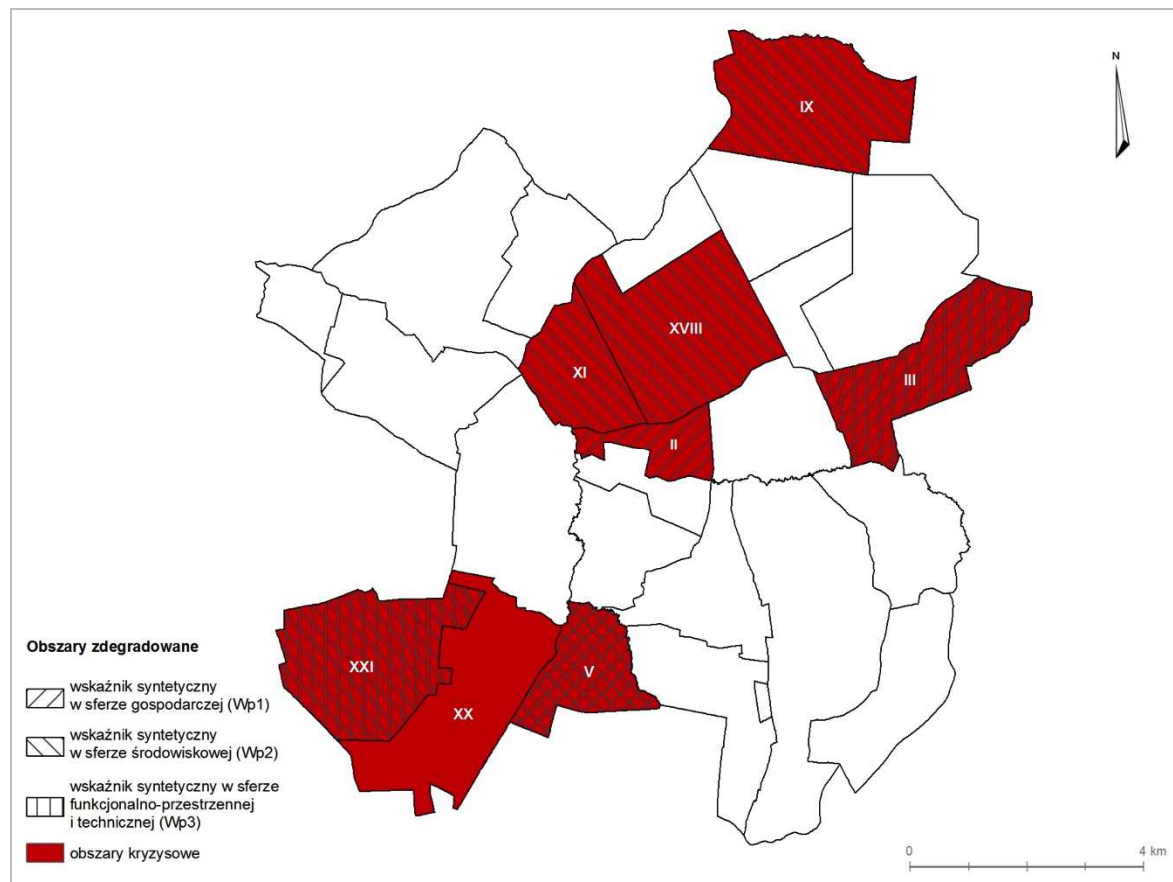 N
IX
XVIII
XI
III
II
XXI
V
XX
Obszary zdegradowane
wskaźnik syntetyczny
w sferze gospodarczej (Wp1)
wskaźnik syntetyczny
w sferze środowiskowej (Wp2)
wskaźnik syntetyczny w sferze
funkcjonalno-przestrzennej
i technicznej (Wp3)
obszary kryzysowe
0 4 km